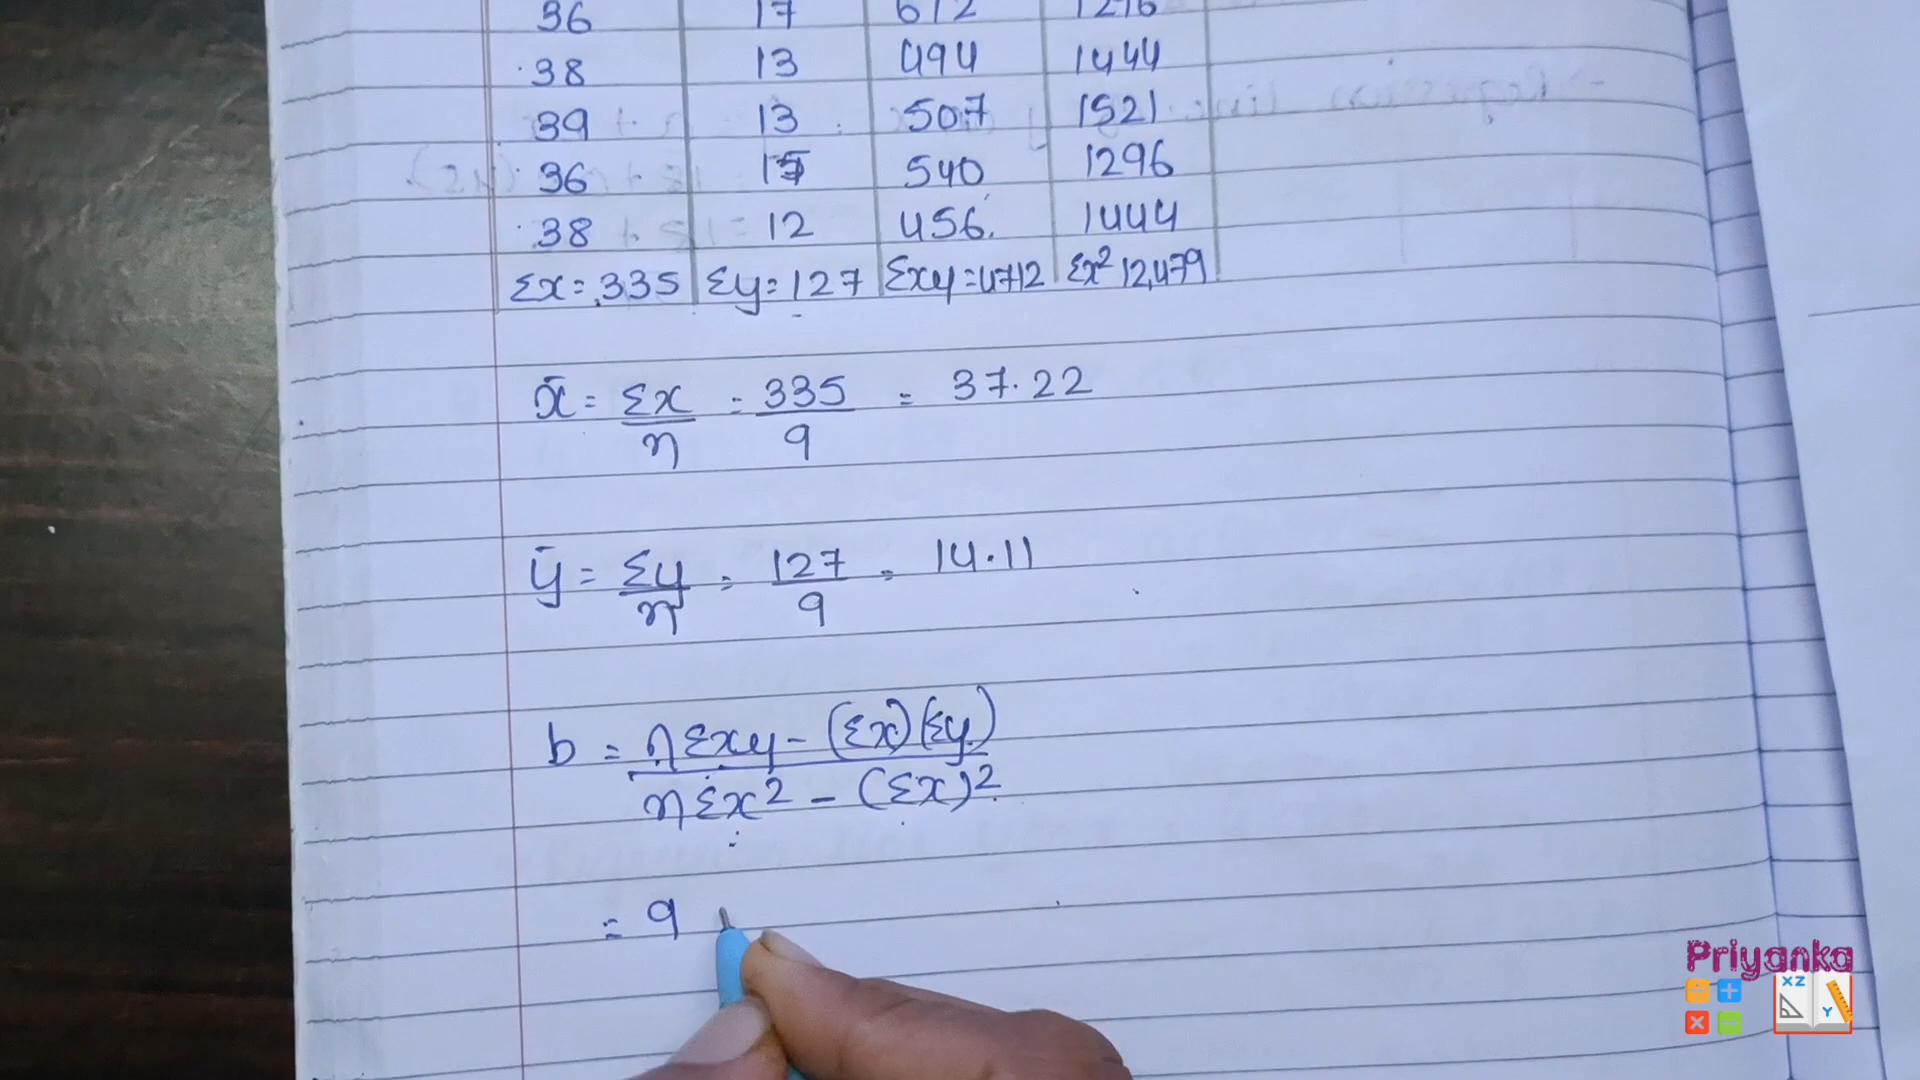 36 17 612 1296
38 13 494 1444
39 13 507 1521
36 15 540 1296
38 12 456 1444
Σx = 335 Σy = 127 Σxy = 4712 Σx² 12,479
x̄ = Σx/n = 335/9 = 37.22
ȳ = Σy/n = 127/9 = 14.11
b = nΣxy - (Σx)(Σy) / nΣx² - (Σx)²
= 9
Priyanka
XZ
Y